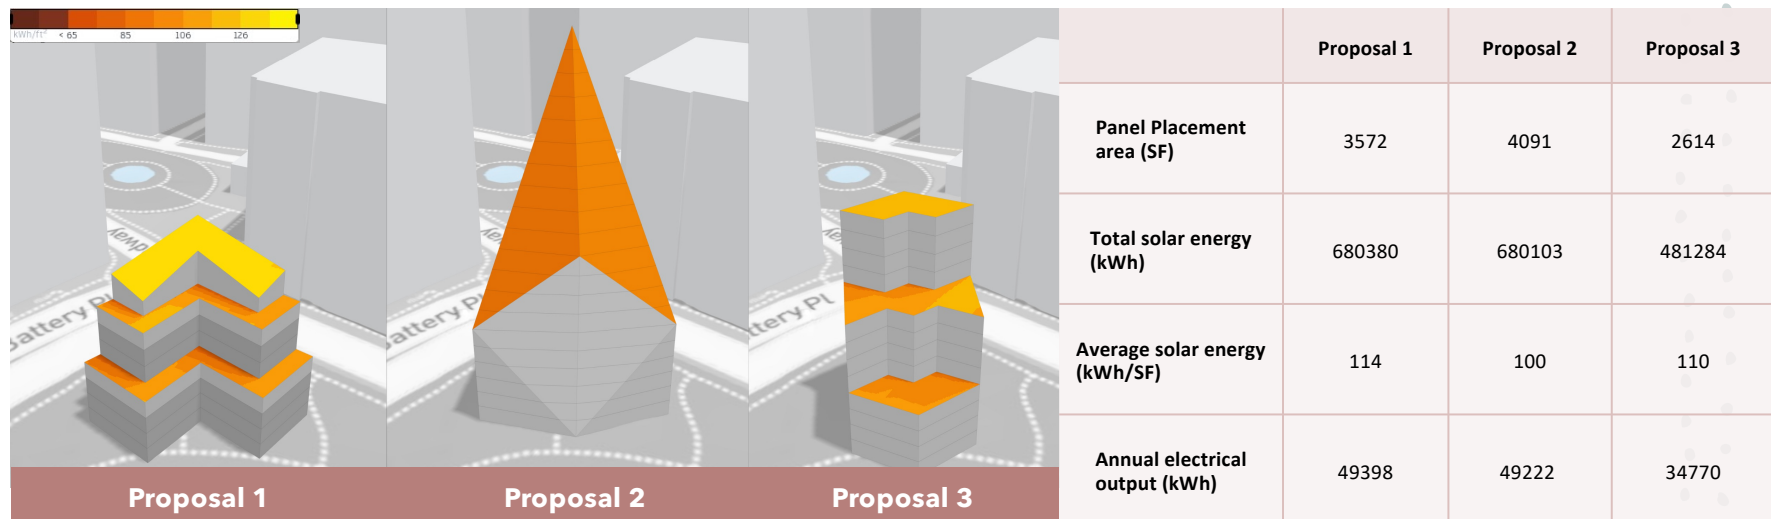 kWh/ft² < 65 85 106 126
Battery Pl
Battery Pl
ttery Pl
Proposal 1
Proposal 2
Proposal 3
Proposal 1 Proposal 2 Proposal 3
Panel Placement
area (SF) 3572 4091 2614
Total solar energy
(kWh) 680380 680103 481284
Average solar energy
(kWh/SF) 114 100 110
Annual electrical
output (kWh) 49398 49222 34770